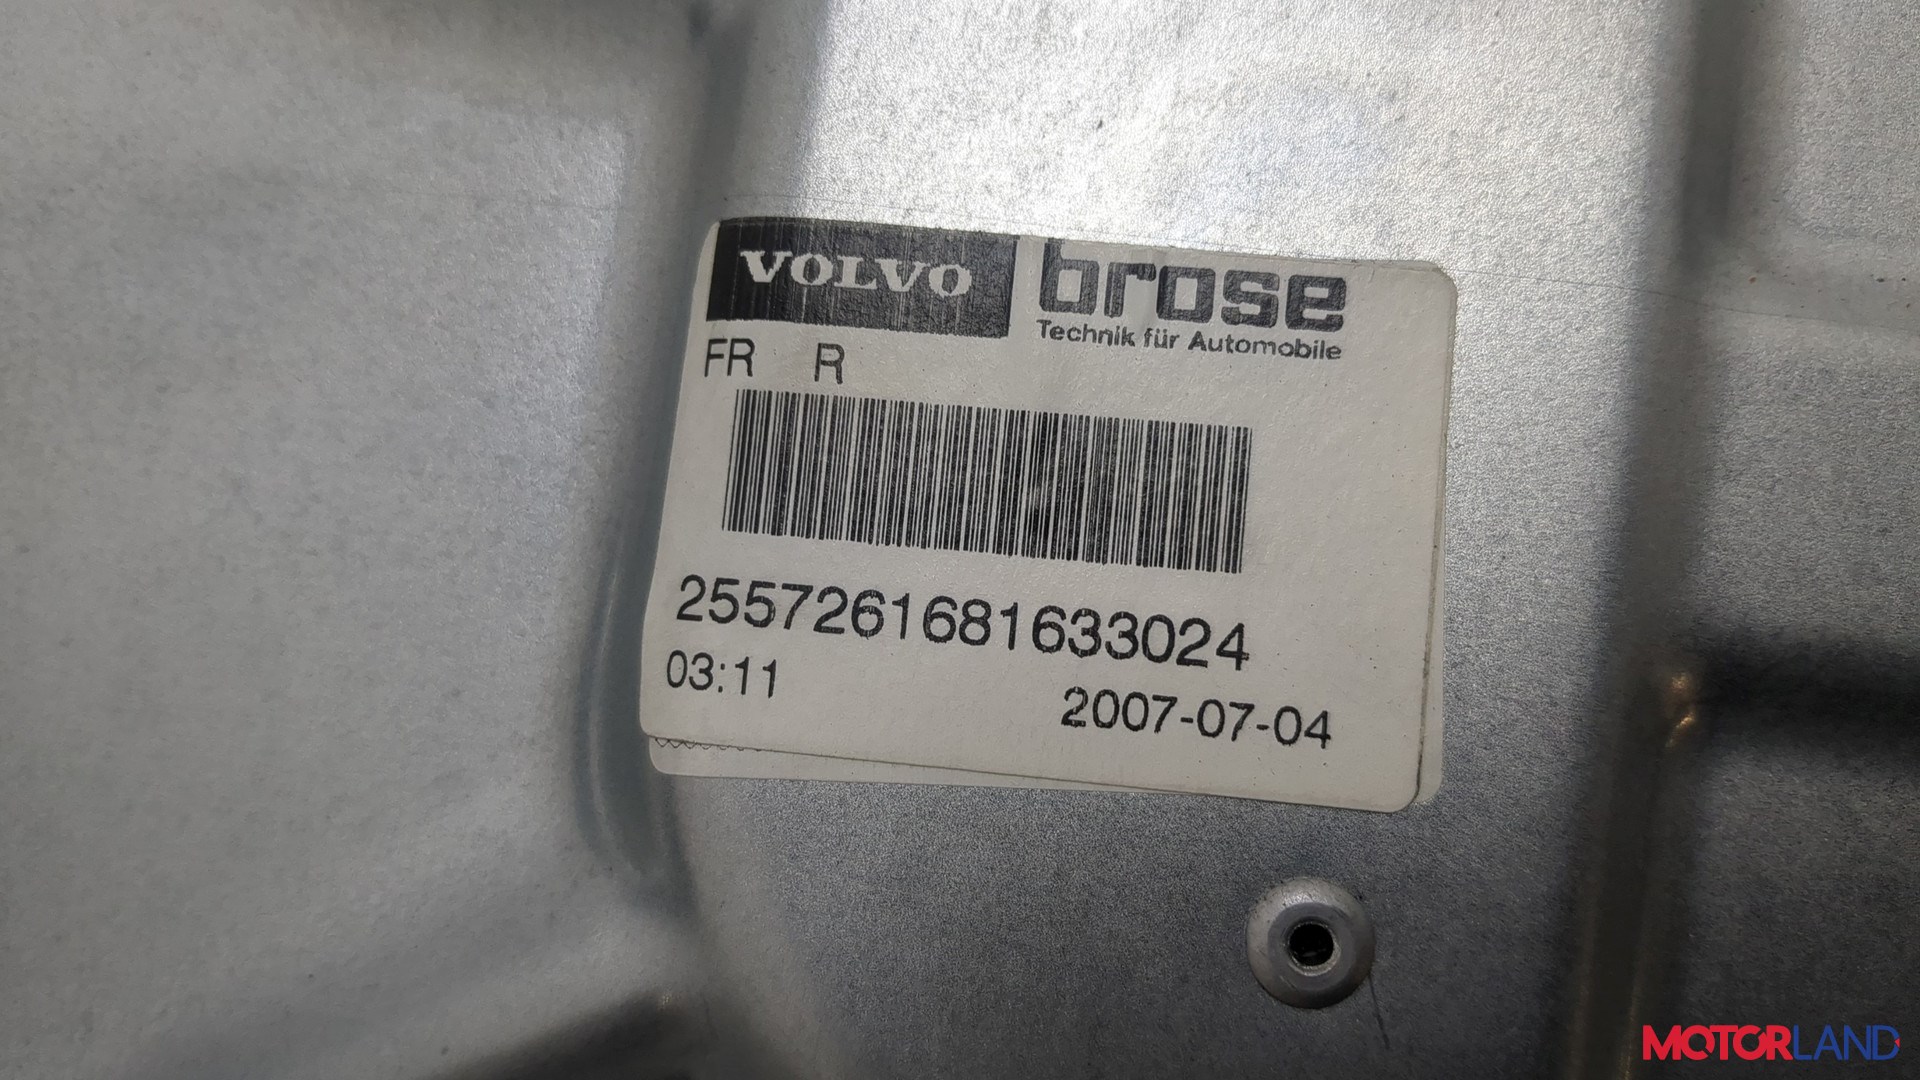 VOLVO brose
Technik für Automobile
FR R
2557261681633024
03:11 2007-07-04
MOTORLAND